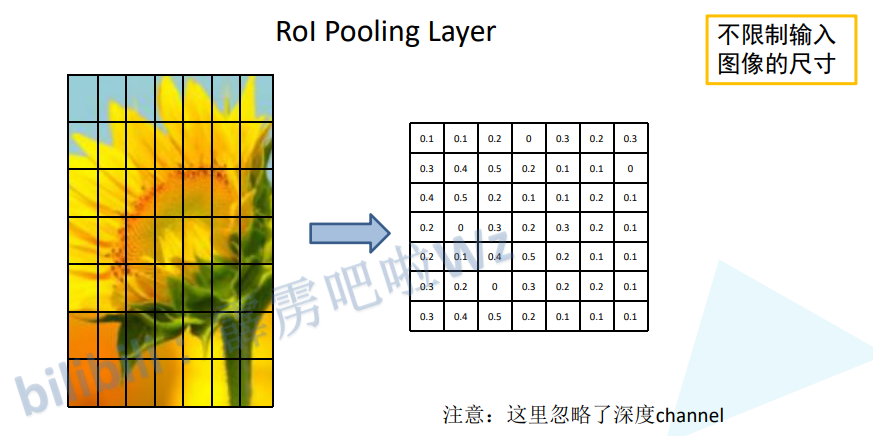 RoI Pooling Layer
不限制输入
图像的尺寸
0.1 0.1 0.2 0 0.3 0.2 0.3
0.3 0.4 0.5 0.2 0.1 0.1 0
0.4 0.5 0.2 0.1 0.1 0.2 0.1
0.2 0 0.3 0.2 0.3 0.2 0.1
0.2 0.1 0.4 0.5 0.2 0.1 0.1
0.3 0.2 0 0.3 0.2 0.2 0.1
0.3 0.4 0.5 0.2 0.1 0.1 0.1
bilibili: 霹雳吧啦Wz
注意：这里忽略了深度channel